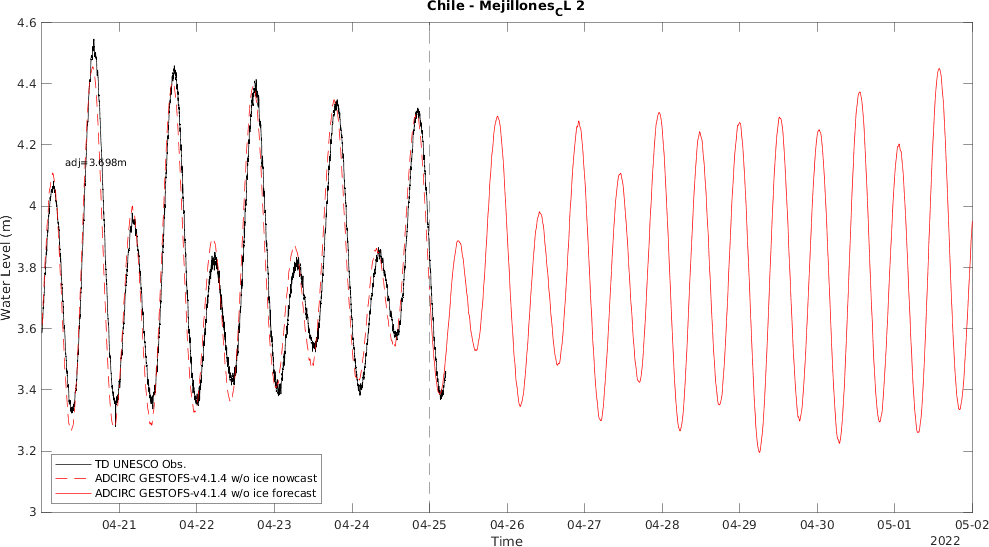 Chile - Mejillones_CL 2
4.6
4.4
4.2
4
3.8
3.6
3.4
3.2
3
Water Level (m)
adj=3.698m
TD UNESCO Obs.
ADCIRC GESTOFS-v4.1.4 w/o ice nowcast
ADCIRC GESTOFS-v4.1.4 w/o ice forecast
04-21 04-22 04-23 04-24 04-25 04-26 04-27 04-28 04-29 04-30 05-01 05-02
Time
2022